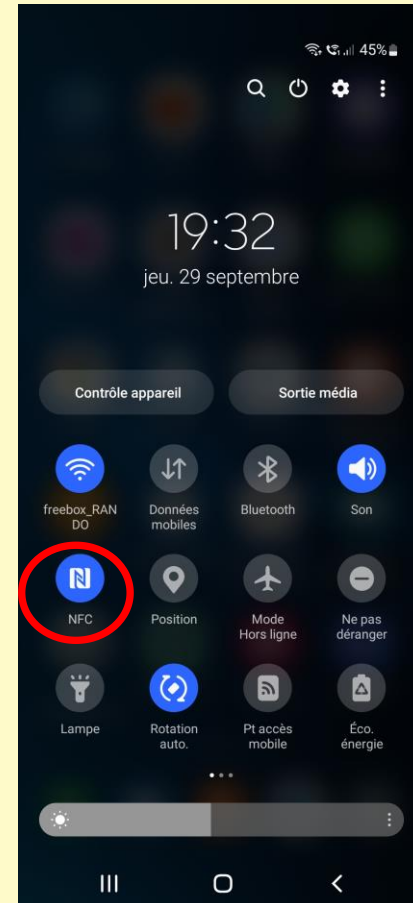 45%
19:32
jeu. 29 septembre
Contrôle appareil
Sortie média
freebox_RAN
DO
Données
mobiles
Bluetooth
Son
NFC
Position
Mode
Hors ligne
Ne pas
déranger
Lampe
Rotation
auto.
Pt accès
mobile
Éco.
énergie